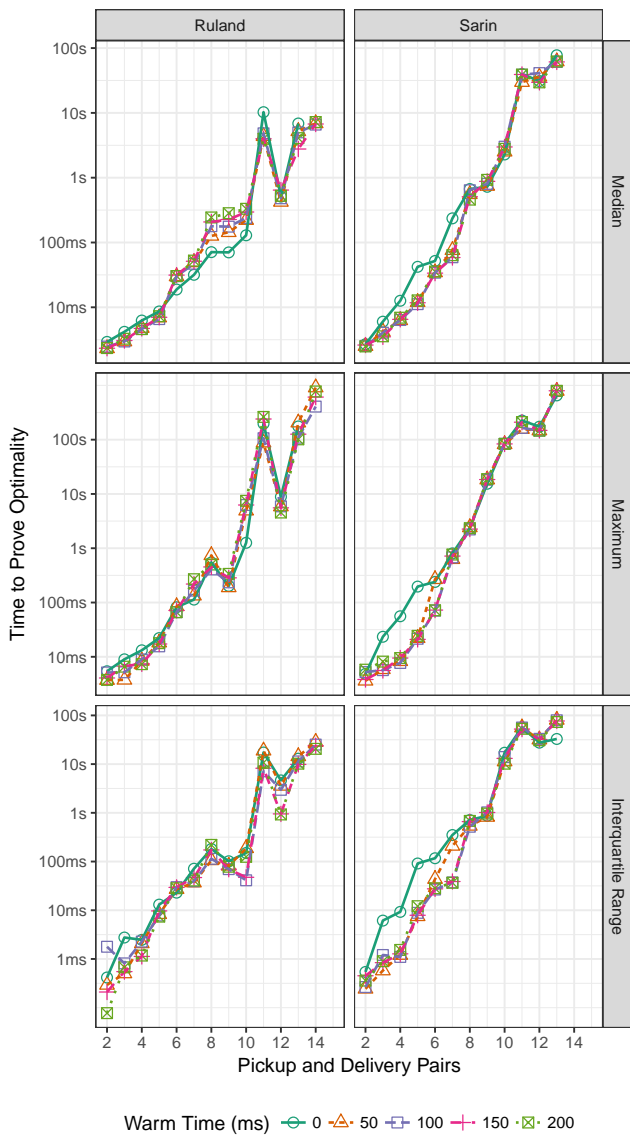 Ruland Sarin
100s
10s
1s
100ms
10ms
Median
100s
10s
1s
100ms
10ms
Maximum
100s
10s
1s
100ms
10ms
1ms
Interquartile Range
Time to Prove Optimality
2 4 6 8 10 12 14 2 4 6 8 10 12 14
Pickup and Delivery Pairs
Warm Time (ms) 0 50 100 150 200